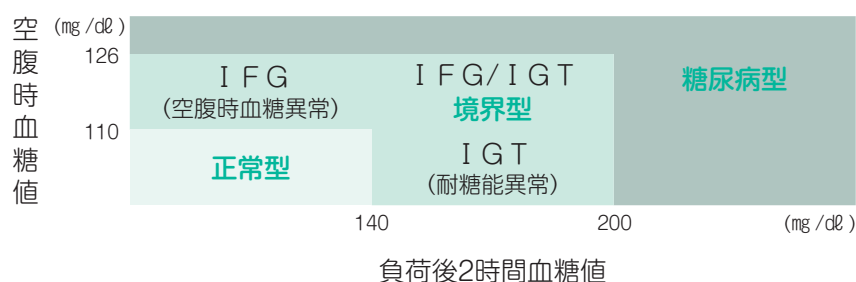 空腹時血糖値
(㎎/㎗)
126
ＩＦＧ
(空腹時血糖異常)
ＩＦＧ/ＩＧＴ
境界型
糖尿病型
110
正常型
ＩＧＴ
(耐糖能異常)
140
200
(㎎/㎗)
負荷後2時間血糖値